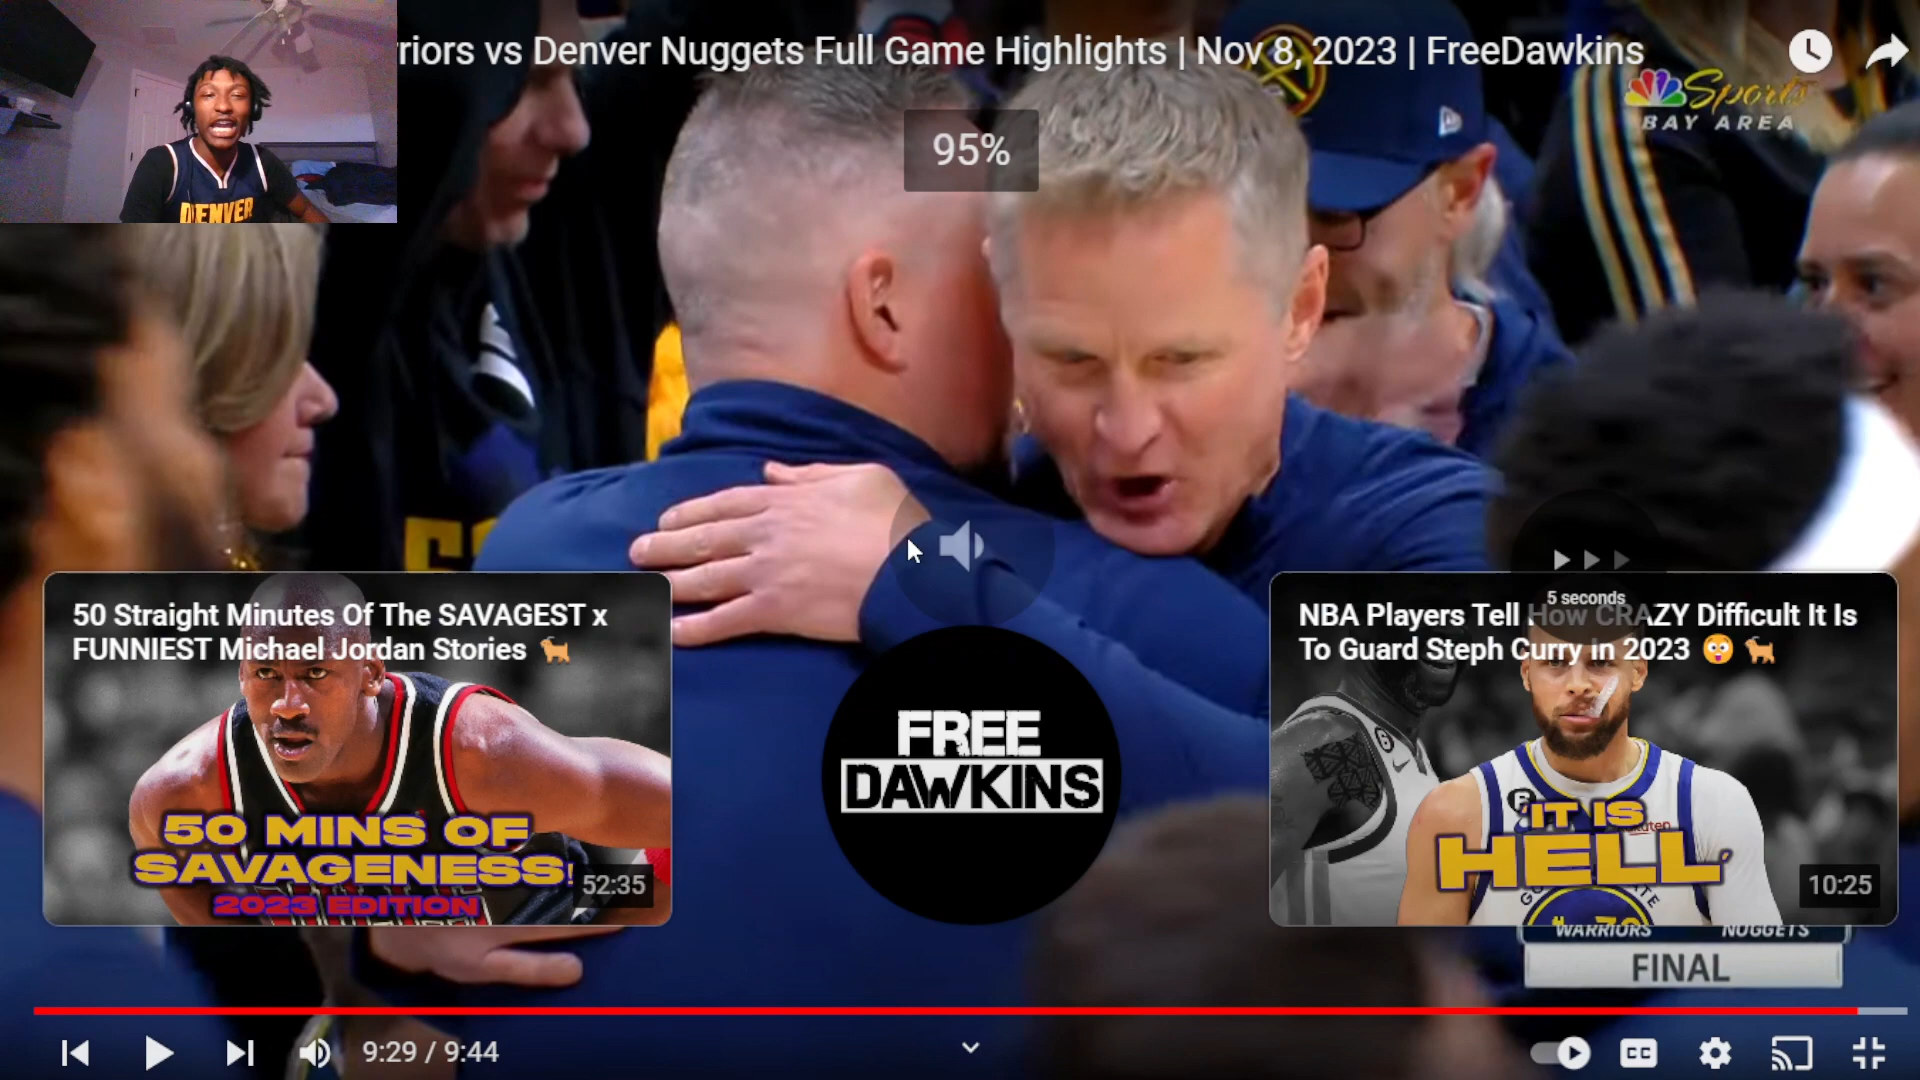 riors vs Denver Nuggets Full Game Highlights | Nov 8, 2023 | FreeDawkins
Sports
BAY AREA
95%
DENVER
5 seconds
50 Straight Minutes Of The SAVAGEST x
FUNNIEST Michael Jordan Stories
NBA Players Tell How CRAZY Difficult It Is
To Guard Steph Curry in 2023
FREE
DAWKINS
50 MINS OF
SAVAGENESS!
2023 EDITION
52:35
IT IS
HELL
10:25
WARRIORS NUGGETS
FINAL
9:29 / 9:44
CC